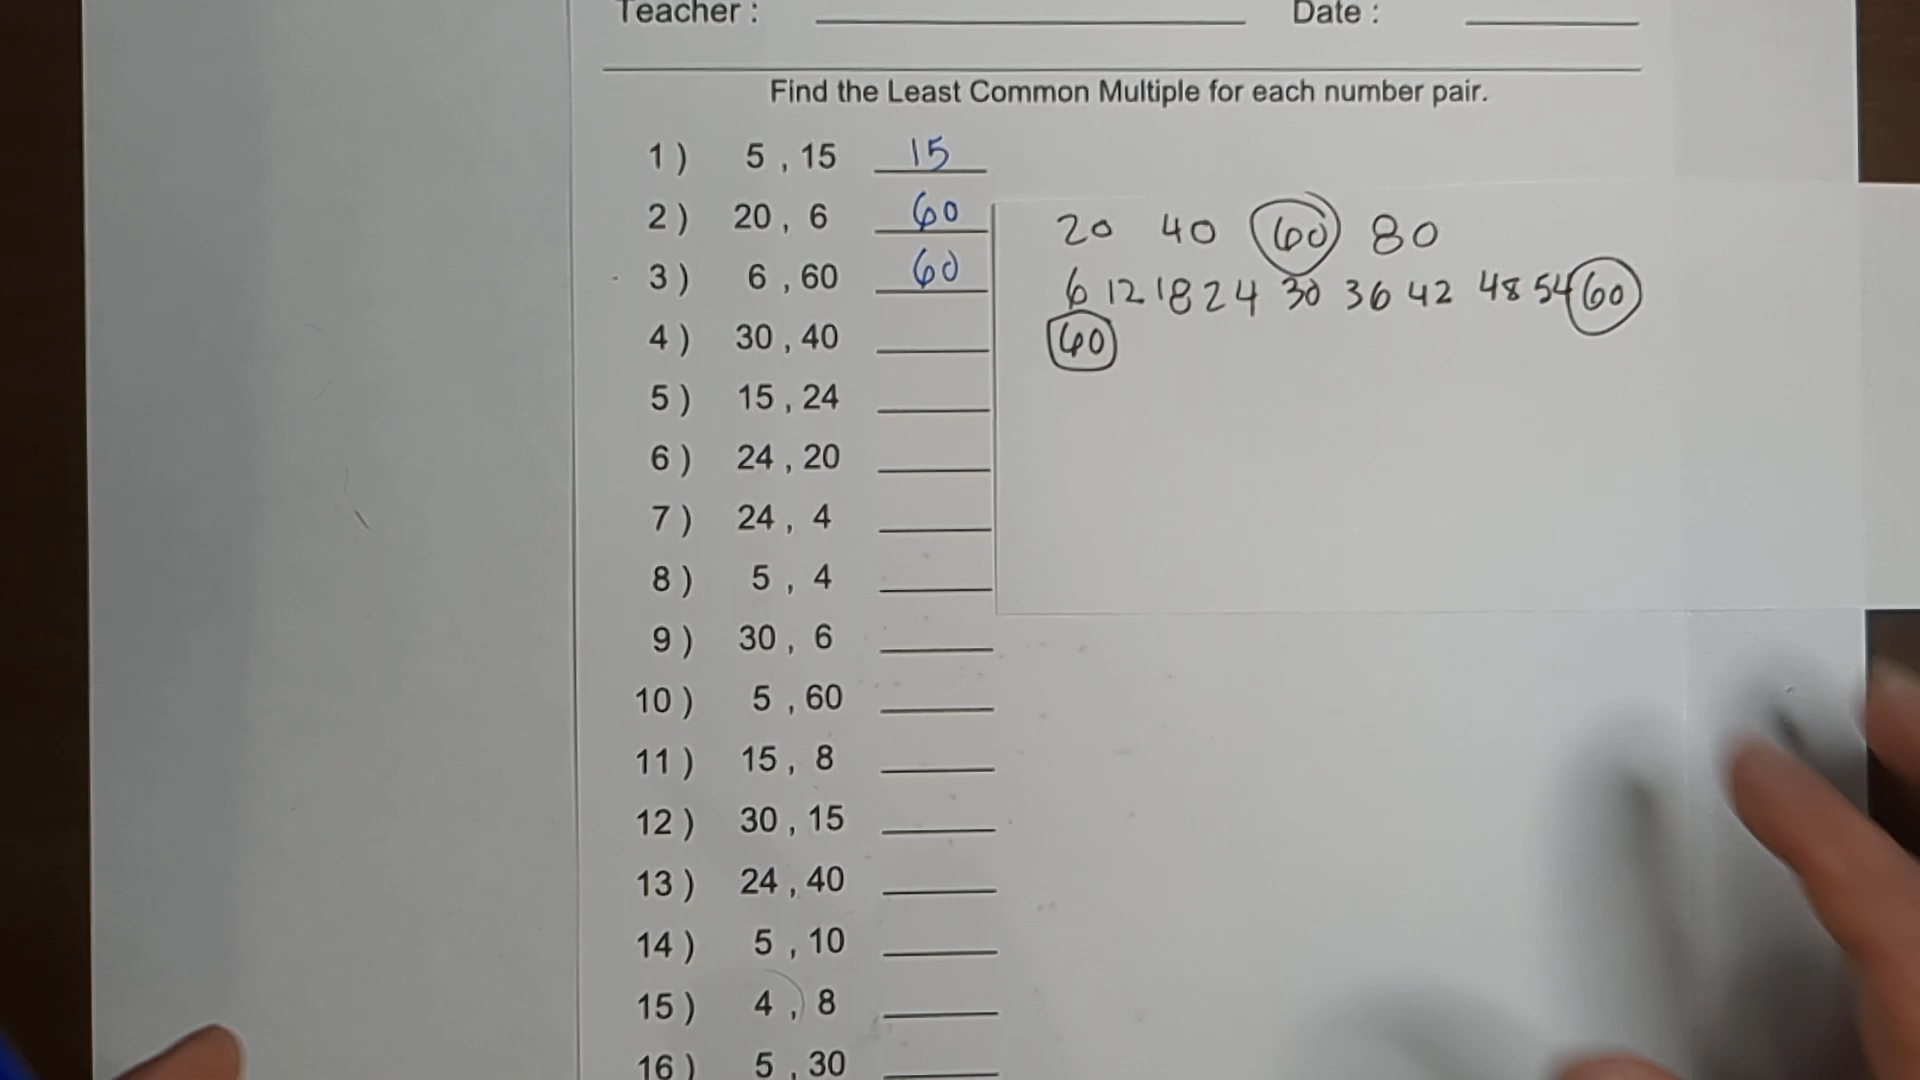 Teacher : Date :
Find the Least Common Multiple for each number pair.
1 ) 5 , 15 15
2 ) 20 , 6 60
3 ) 6 , 60 60
4 ) 30 , 40
5 ) 15 , 24
6 ) 24 , 20
7 ) 24 , 4
8 ) 5 , 4
9 ) 30 , 6
10 ) 5 , 60
11 ) 15 , 8
12 ) 30 , 15
13 ) 24 , 40
14 ) 5 , 10
15 ) 4 , 8
16 ) 5 , 30
20 40 60 80
6 12 18 24 30 36 42 48 54 60
60